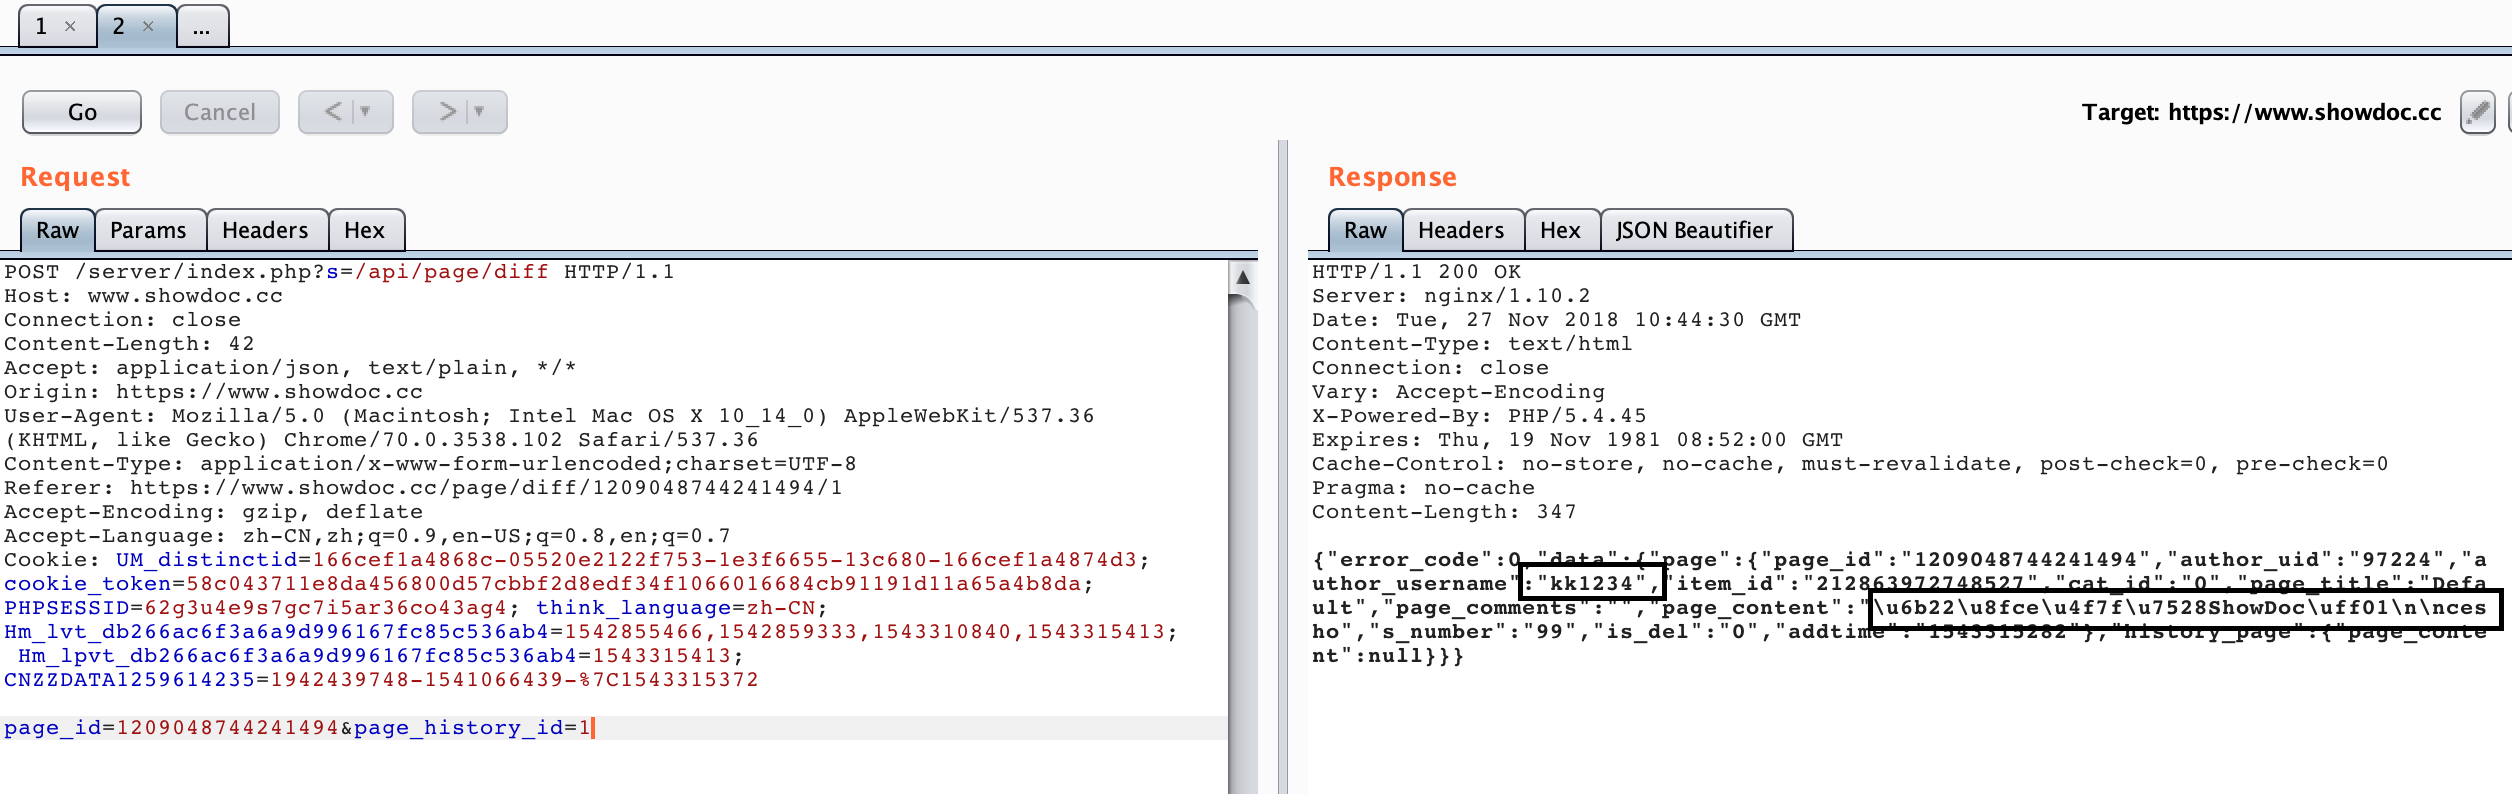 1 × 2 × ...
Go Cancel < ▼ > ▼ Target: https://www.showdoc.cc
Request
Raw Params Headers Hex
POST /server/index.php?s=/api/page/diff HTTP/1.1
Host: www.showdoc.cc
Connection: close
Content-Length: 42
Accept: application/json, text/plain, */*
Origin: https://www.showdoc.cc
User-Agent: Mozilla/5.0 (Macintosh; Intel Mac OS X 10_14_0) AppleWebKit/537.36
(KHTML, like Gecko) Chrome/70.0.3538.102 Safari/537.36
Content-Type: application/x-www-form-urlencoded;charset=UTF-8
Referer: https://www.showdoc.cc/page/diff/1209048744241494/1
Accept-Encoding: gzip, deflate
Accept-Language: zh-CN,zh;q=0.9,en-US;q=0.8,en;q=0.7
Cookie: UM_distinctid=166cef1a4868c-05520e2122f753-1e3f6655-13c680-166cef1a4874d3;
cookie_token=58c043711e8da456800d57cbbf2d8edf34f1066016684cb91191d11a65a4b8da;
PHPSESSID=62g3u4e9s7gc7i5ar36co43ag4; think_language=zh-CN;
Hm_lvt_db266ac6f3a6a9d996167fc85c536ab4=1542855466,1542859333,1543310840,1543315413;
Hm_lpvt_db266ac6f3a6a9d996167fc85c536ab4=1543315413;
CNZZDATA1259614235=1942439748-1541066439-%7C1543315372
page_id=1209048744241494&page_history_id=1
Response
Raw Headers Hex JSON Beautifier
HTTP/1.1 200 OK
Server: nginx/1.10.2
Date: Tue, 27 Nov 2018 10:44:30 GMT
Content-Type: text/html
Connection: close
Vary: Accept-Encoding
X-Powered-By: PHP/5.4.45
Expires: Thu, 19 Nov 1981 08:52:00 GMT
Cache-Control: no-store, no-cache, must-revalidate, post-check=0, pre-check=0
Pragma: no-cache
Content-Length: 347
{"error_code":0,"data":{"page":{"page_id":"1209048744241494","author_uid":"97224","a
uthor_username":"kk1234","item_id":"212863972748527","cat_id":"0","page_title":"Defa
ult","page_comments":"","page_content":"\u6b22\u8fce\u4f7f\u7528ShowDoc\uff01\n\nces
ho","s_number":"99","is_del":"0","addtime":"1543315282"},"history_page":{"page_conte
nt":null}}}